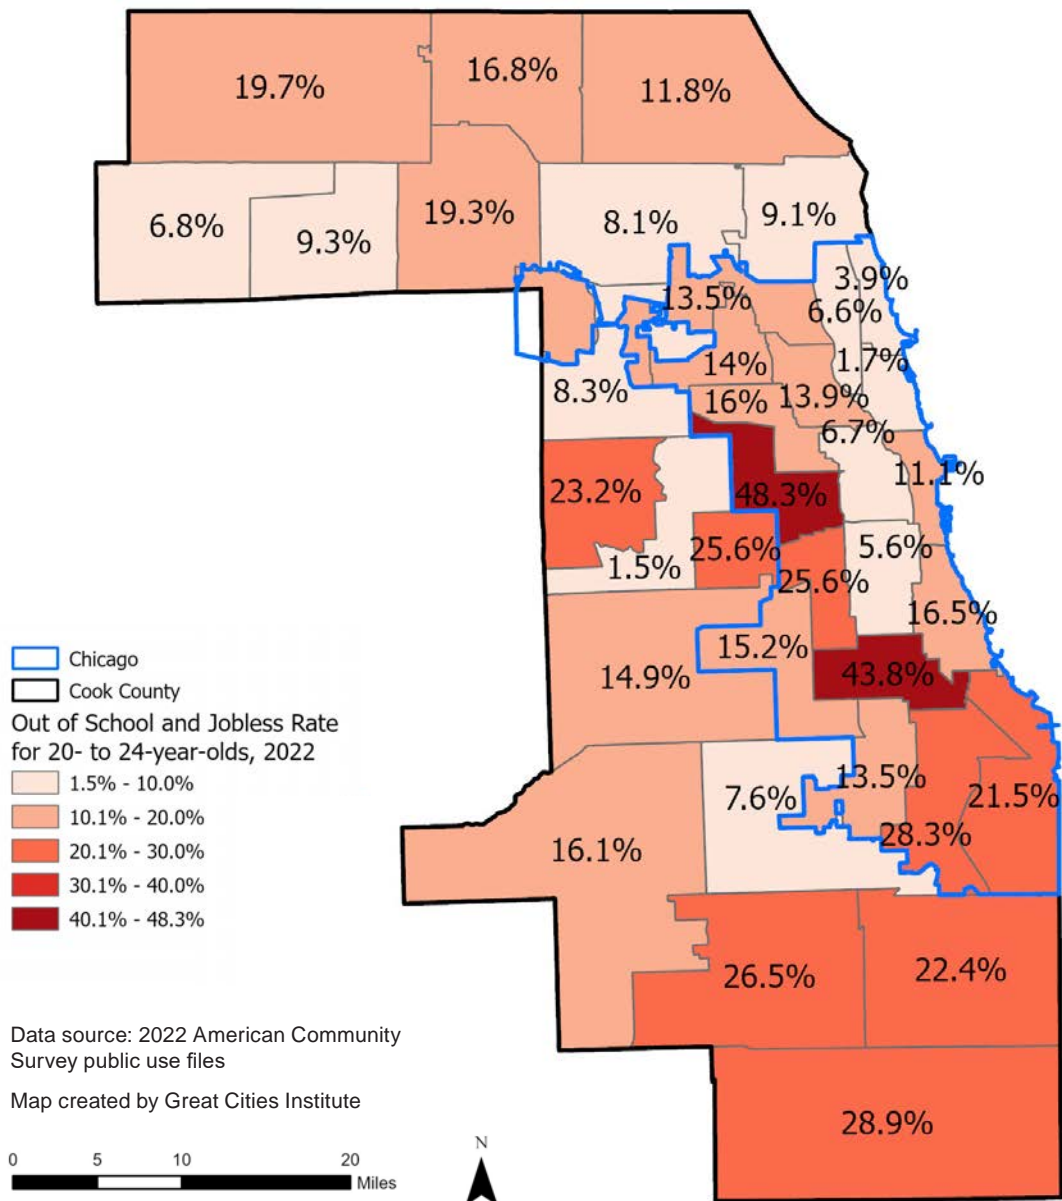 19.7%
16.8%
11.8%
6.8%
9.3%
19.3%
8.1%
9.1%
3.9%
13.5%
6.6%
1.7%
14%
8.3%
16%
13.9%
6.7%
11.1%
23.2%
48.3%
25.6%
5.6%
1.5%
25.6%
16.5%
15.2%
14.9%
43.8%
13.5%
7.6%
21.5%
28.3%
16.1%
26.5%
22.4%
28.9%
Chicago
Cook County
Out of School and Jobless Rate
for 20- to 24-year-olds, 2022
1.5% - 10.0%
10.1% - 20.0%
20.1% - 30.0%
30.1% - 40.0%
40.1% - 48.3%
Data source: 2022 American Community
Survey public use files
Map created by Great Cities Institute
0 5 10 20
Miles
N